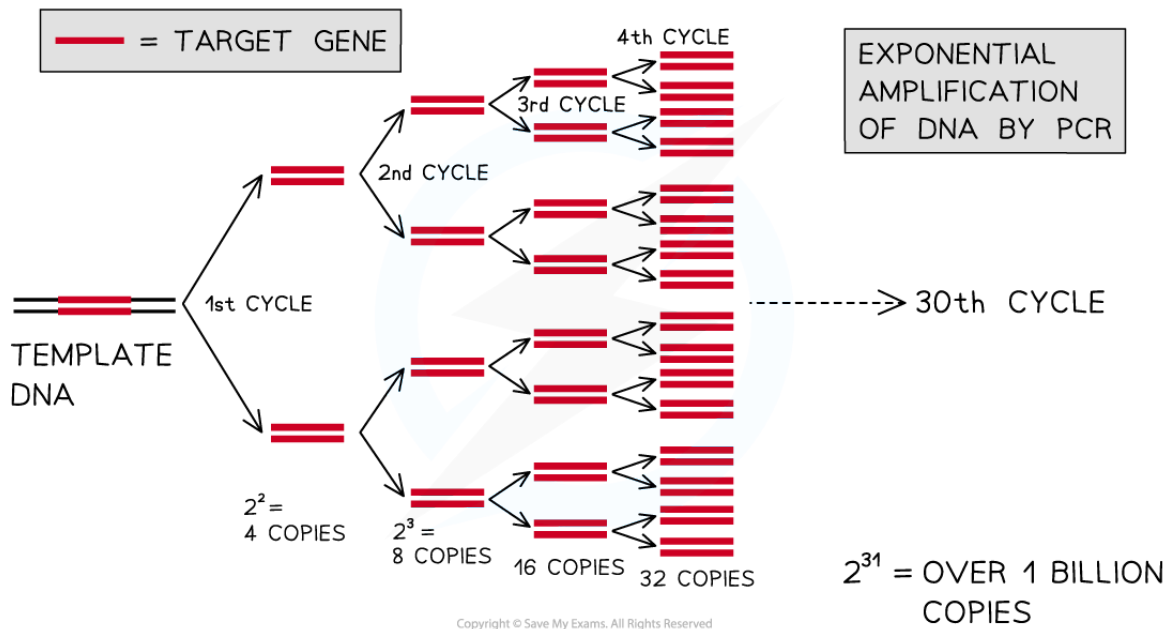 = TARGET GENE
4th CYCLE
EXPONENTIAL
AMPLIFICATION
OF DNA BY PCR
3rd CYCLE
2nd CYCLE
1st CYCLE
30th CYCLE
TEMPLATE
DNA
2² =
4 COPIES
2³ =
8 COPIES
16 COPIES
32 COPIES
2³¹ = OVER 1 BILLION
COPIES
Copyright © Save My Exams. All Rights Reserved